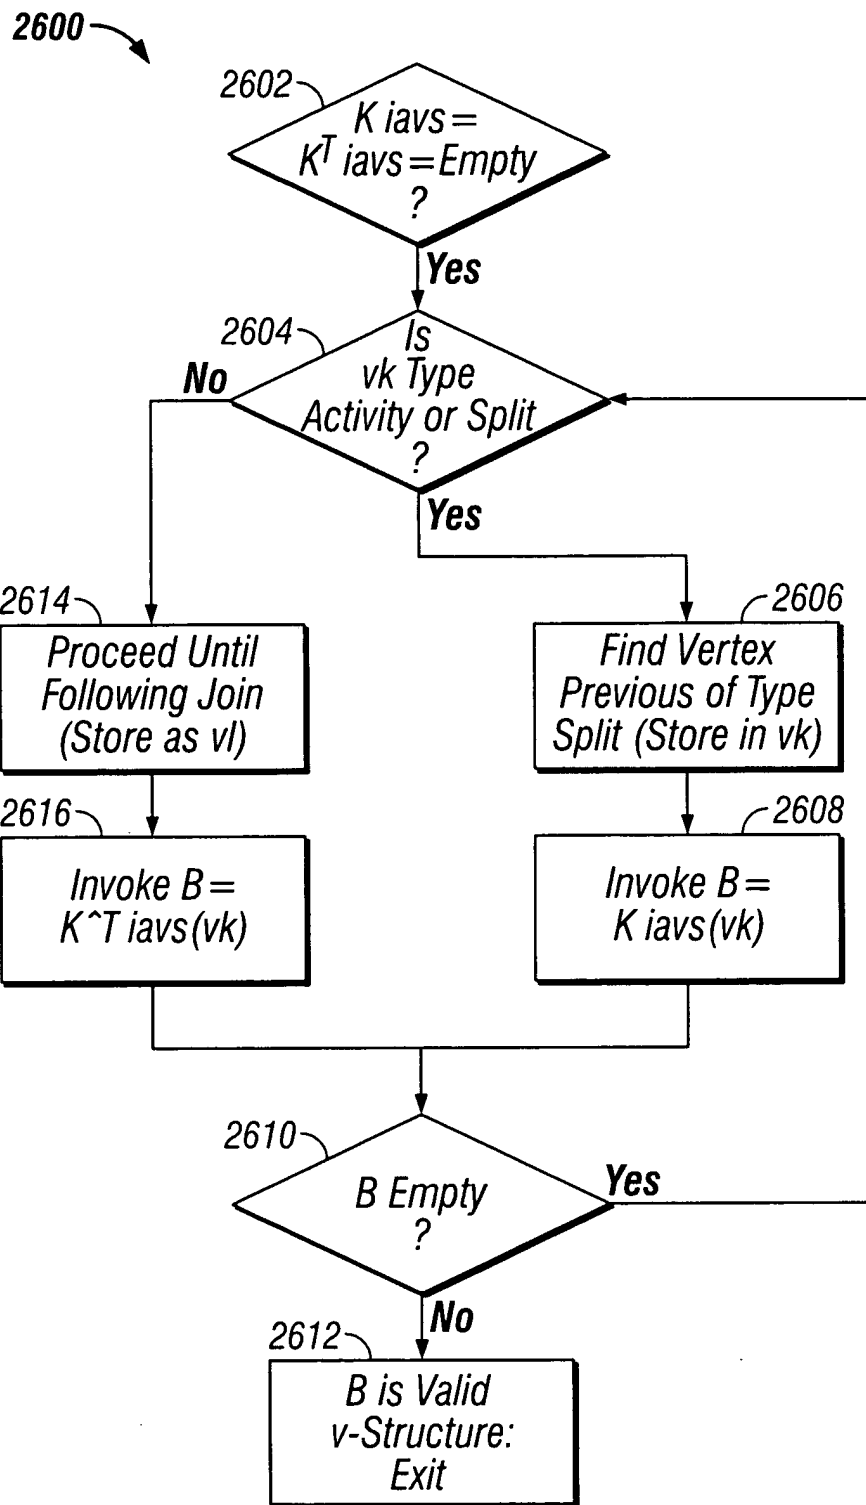 2600
2602
K iavs =
K^T iavs = Empty
?
Yes
2604
Is
vk Type
Activity or Split
?
No
Yes
2614
Proceed Until
Following Join
(Store as vl)
2606
Find Vertex
Previous of Type
Split (Store in vk)
2616
Invoke B =
K^T iavs(vk)
2608
Invoke B =
K iavs(vk)
2610
B Empty
?
Yes
No
2612
B is Valid
v-Structure:
Exit